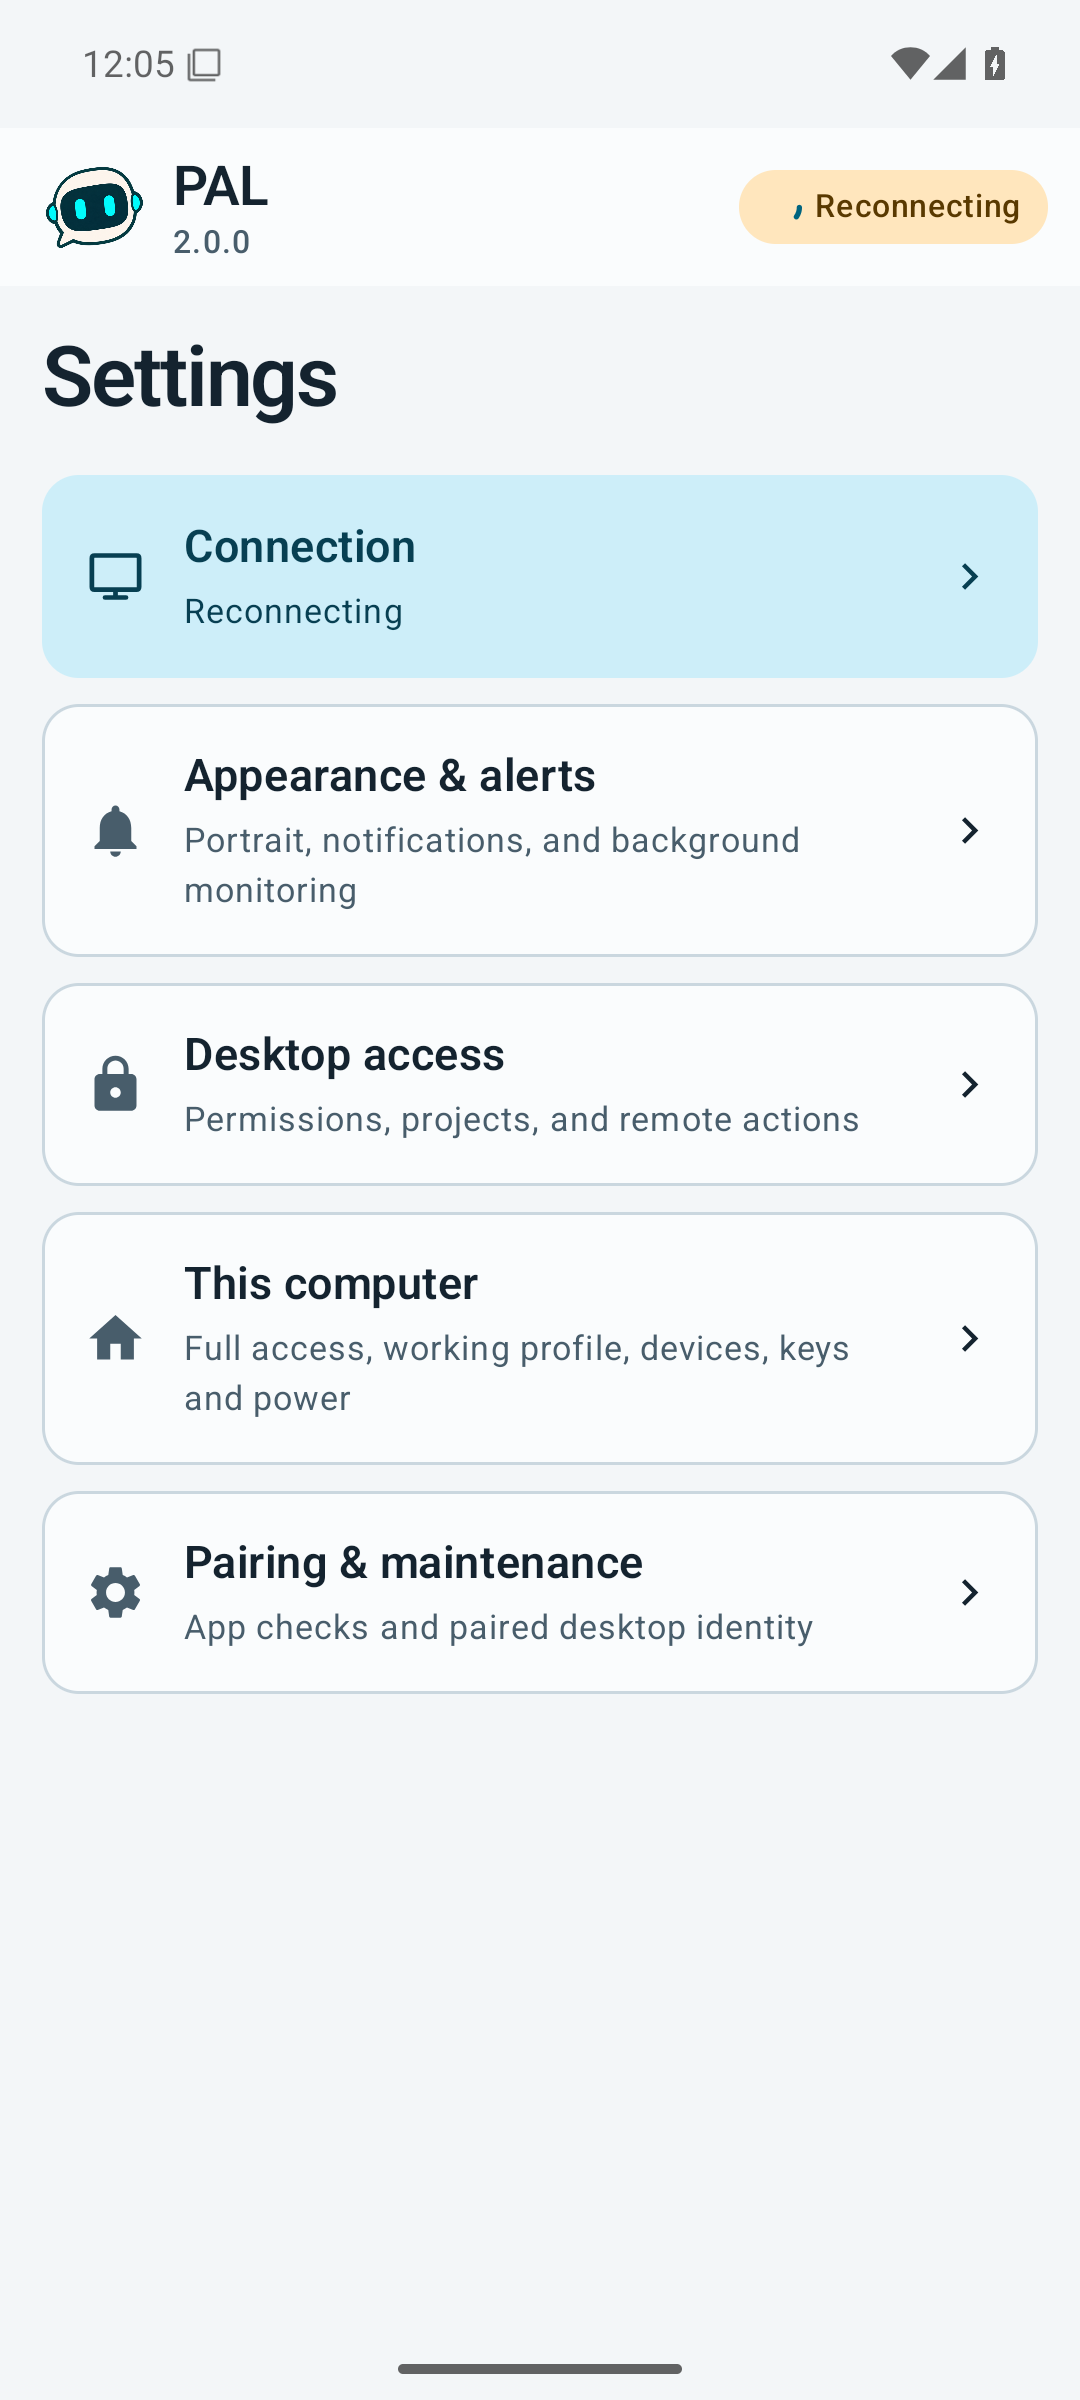 12:05
PAL
2.0.0
Reconnecting
Settings
Connection
Reconnecting
Appearance & alerts
Portrait, notifications, and background
monitoring
Desktop access
Permissions, projects, and remote actions
This computer
Full access, working profile, devices, keys
and power
Pairing & maintenance
App checks and paired desktop identity